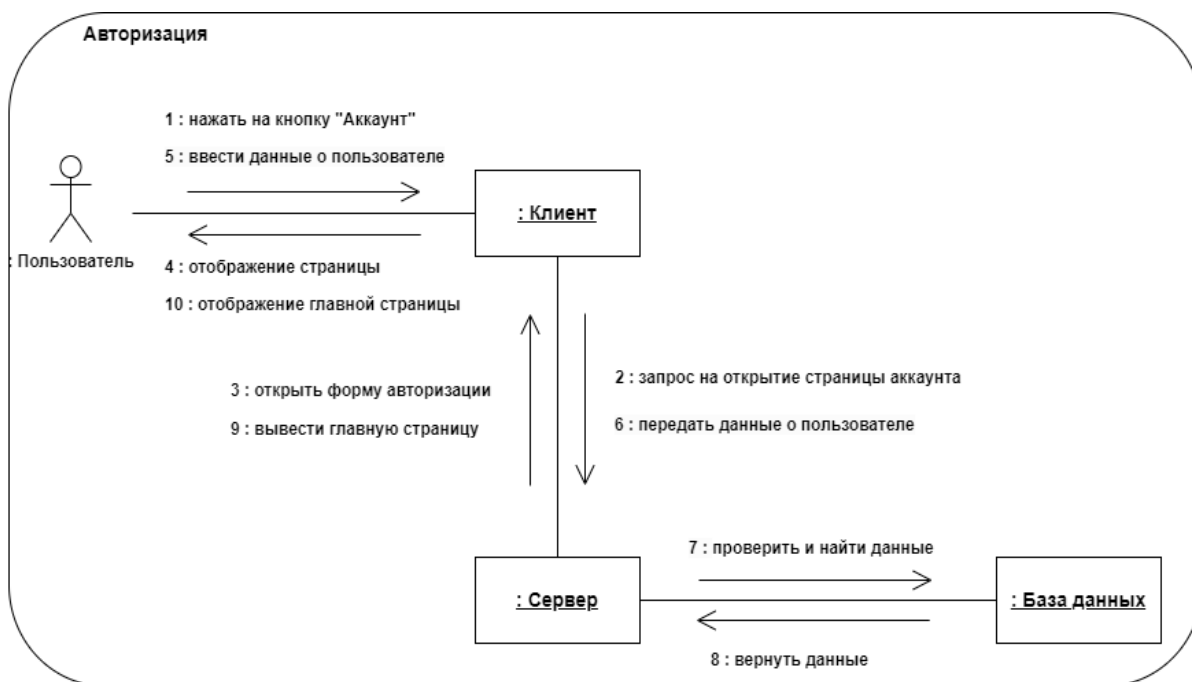 Авторизация
1 : нажать на кнопку "Аккаунт"
5 : ввести данные о пользователе
: Клиент
: Пользователь
4 : отображение страницы
10 : отображение главной страницы
3 : открыть форму авторизации
2 : запрос на открытие страницы аккаунта
9 : вывести главную страницу
6 : передать данные о пользователе
7 : проверить и найти данные
: Сервер
: База данных
8 : вернуть данные